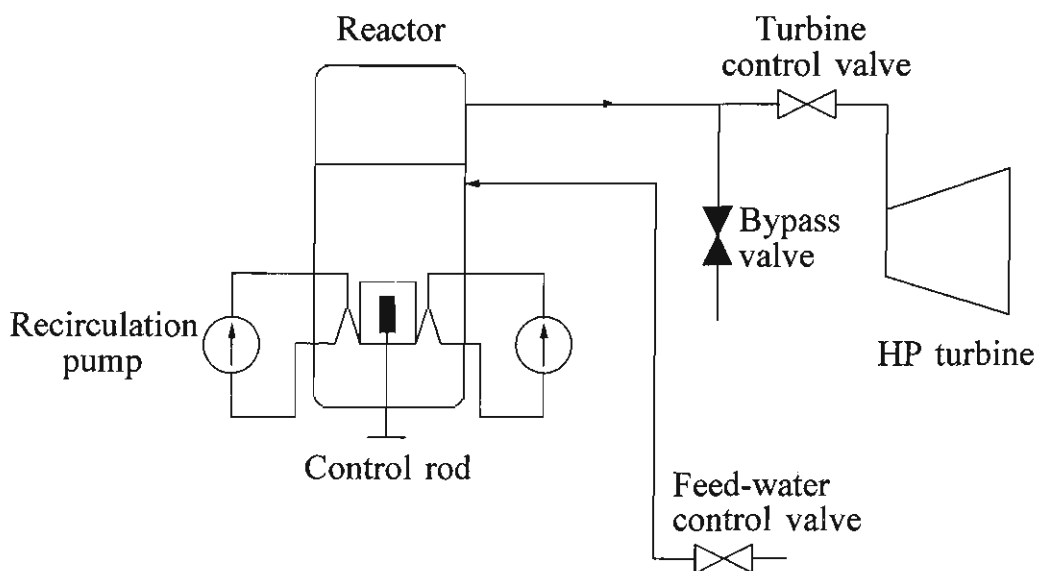 Reactor
Turbine
control valve
Bypass
valve
Recirculation
pump
HP turbine
Control rod
Feed-water
control valve